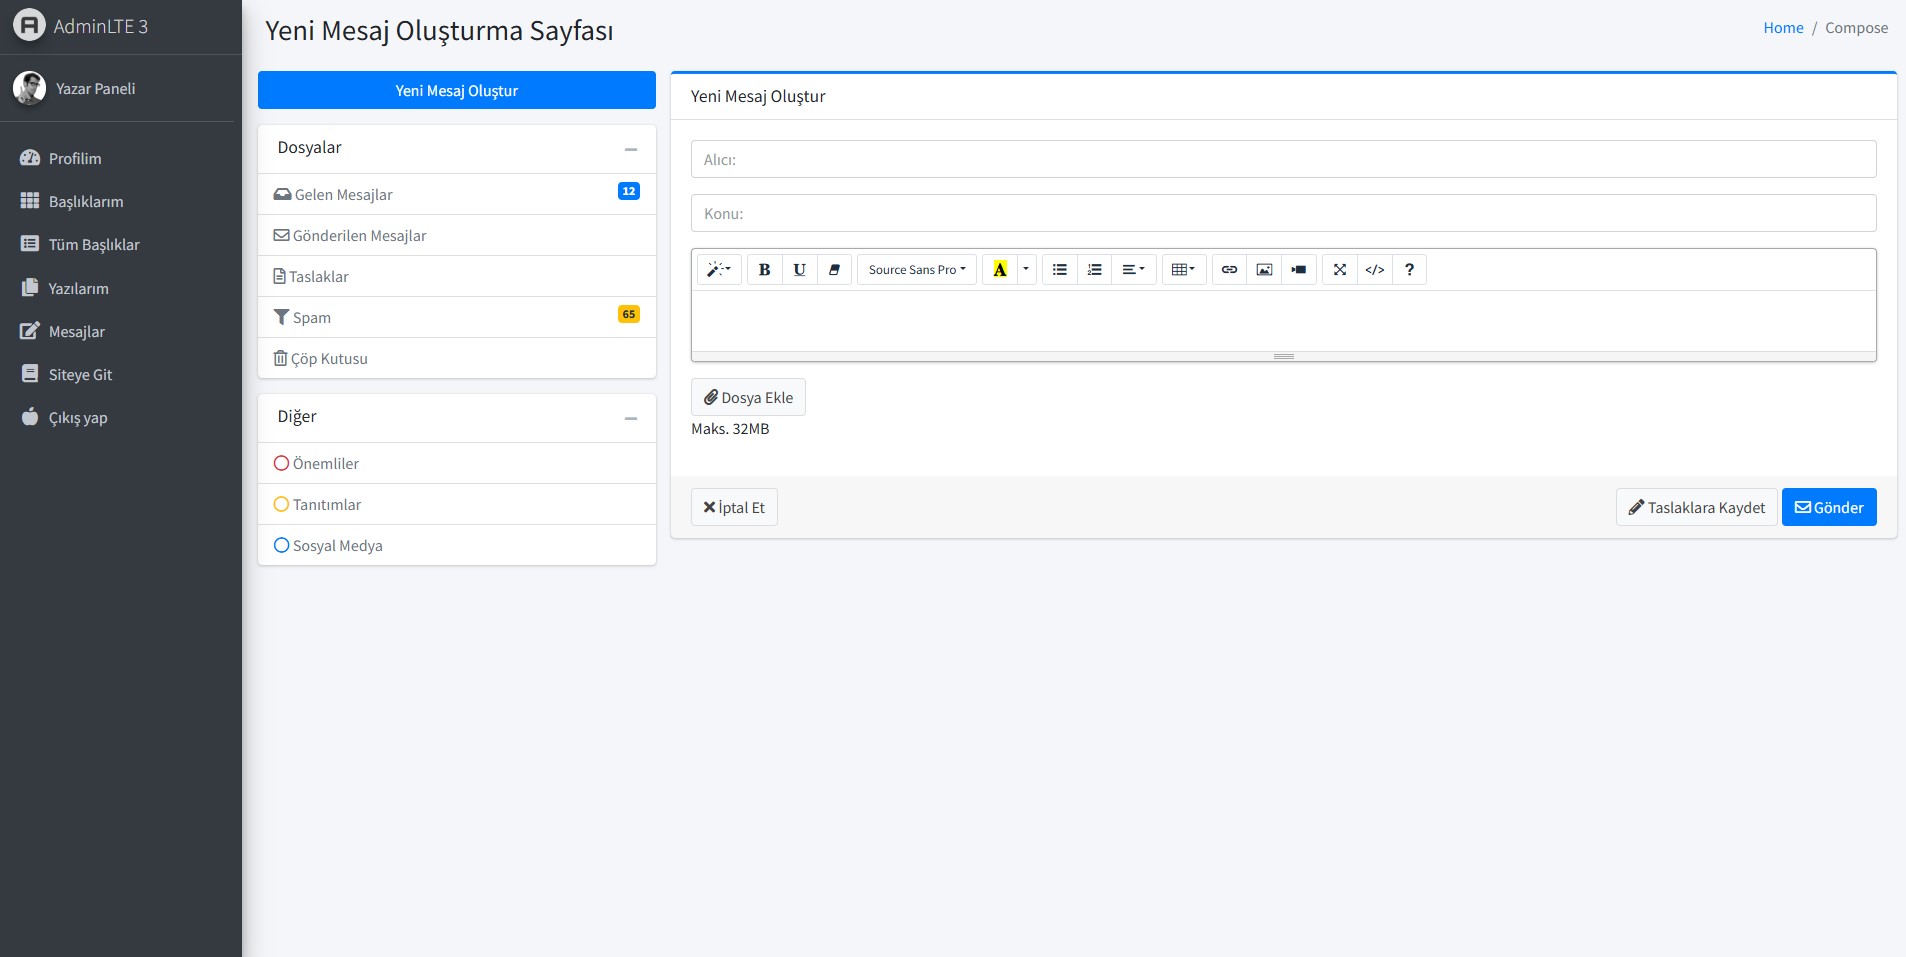 AdminLTE 3
Yazar Paneli
Profilim
Başlıklarım
Tüm Başlıklar
Yazılarım
Mesajlar
Siteye Git
Çıkış yap
Yeni Mesaj Oluşturma Sayfası
Home / Compose
Yeni Mesaj Oluştur
Dosyalar
Gelen Mesajlar 12
Gönderilen Mesajlar
Taslaklar
Spam 65
Çöp Kutusu
Diğer
Önemliler
Tanıtımlar
Sosyal Medya
Yeni Mesaj Oluştur
Alıcı:
Konu:
B U Source Sans Pro A </> ?
Dosya Ekle
Maks. 32MB
İptal Et Taslaklara Kaydet Gönder